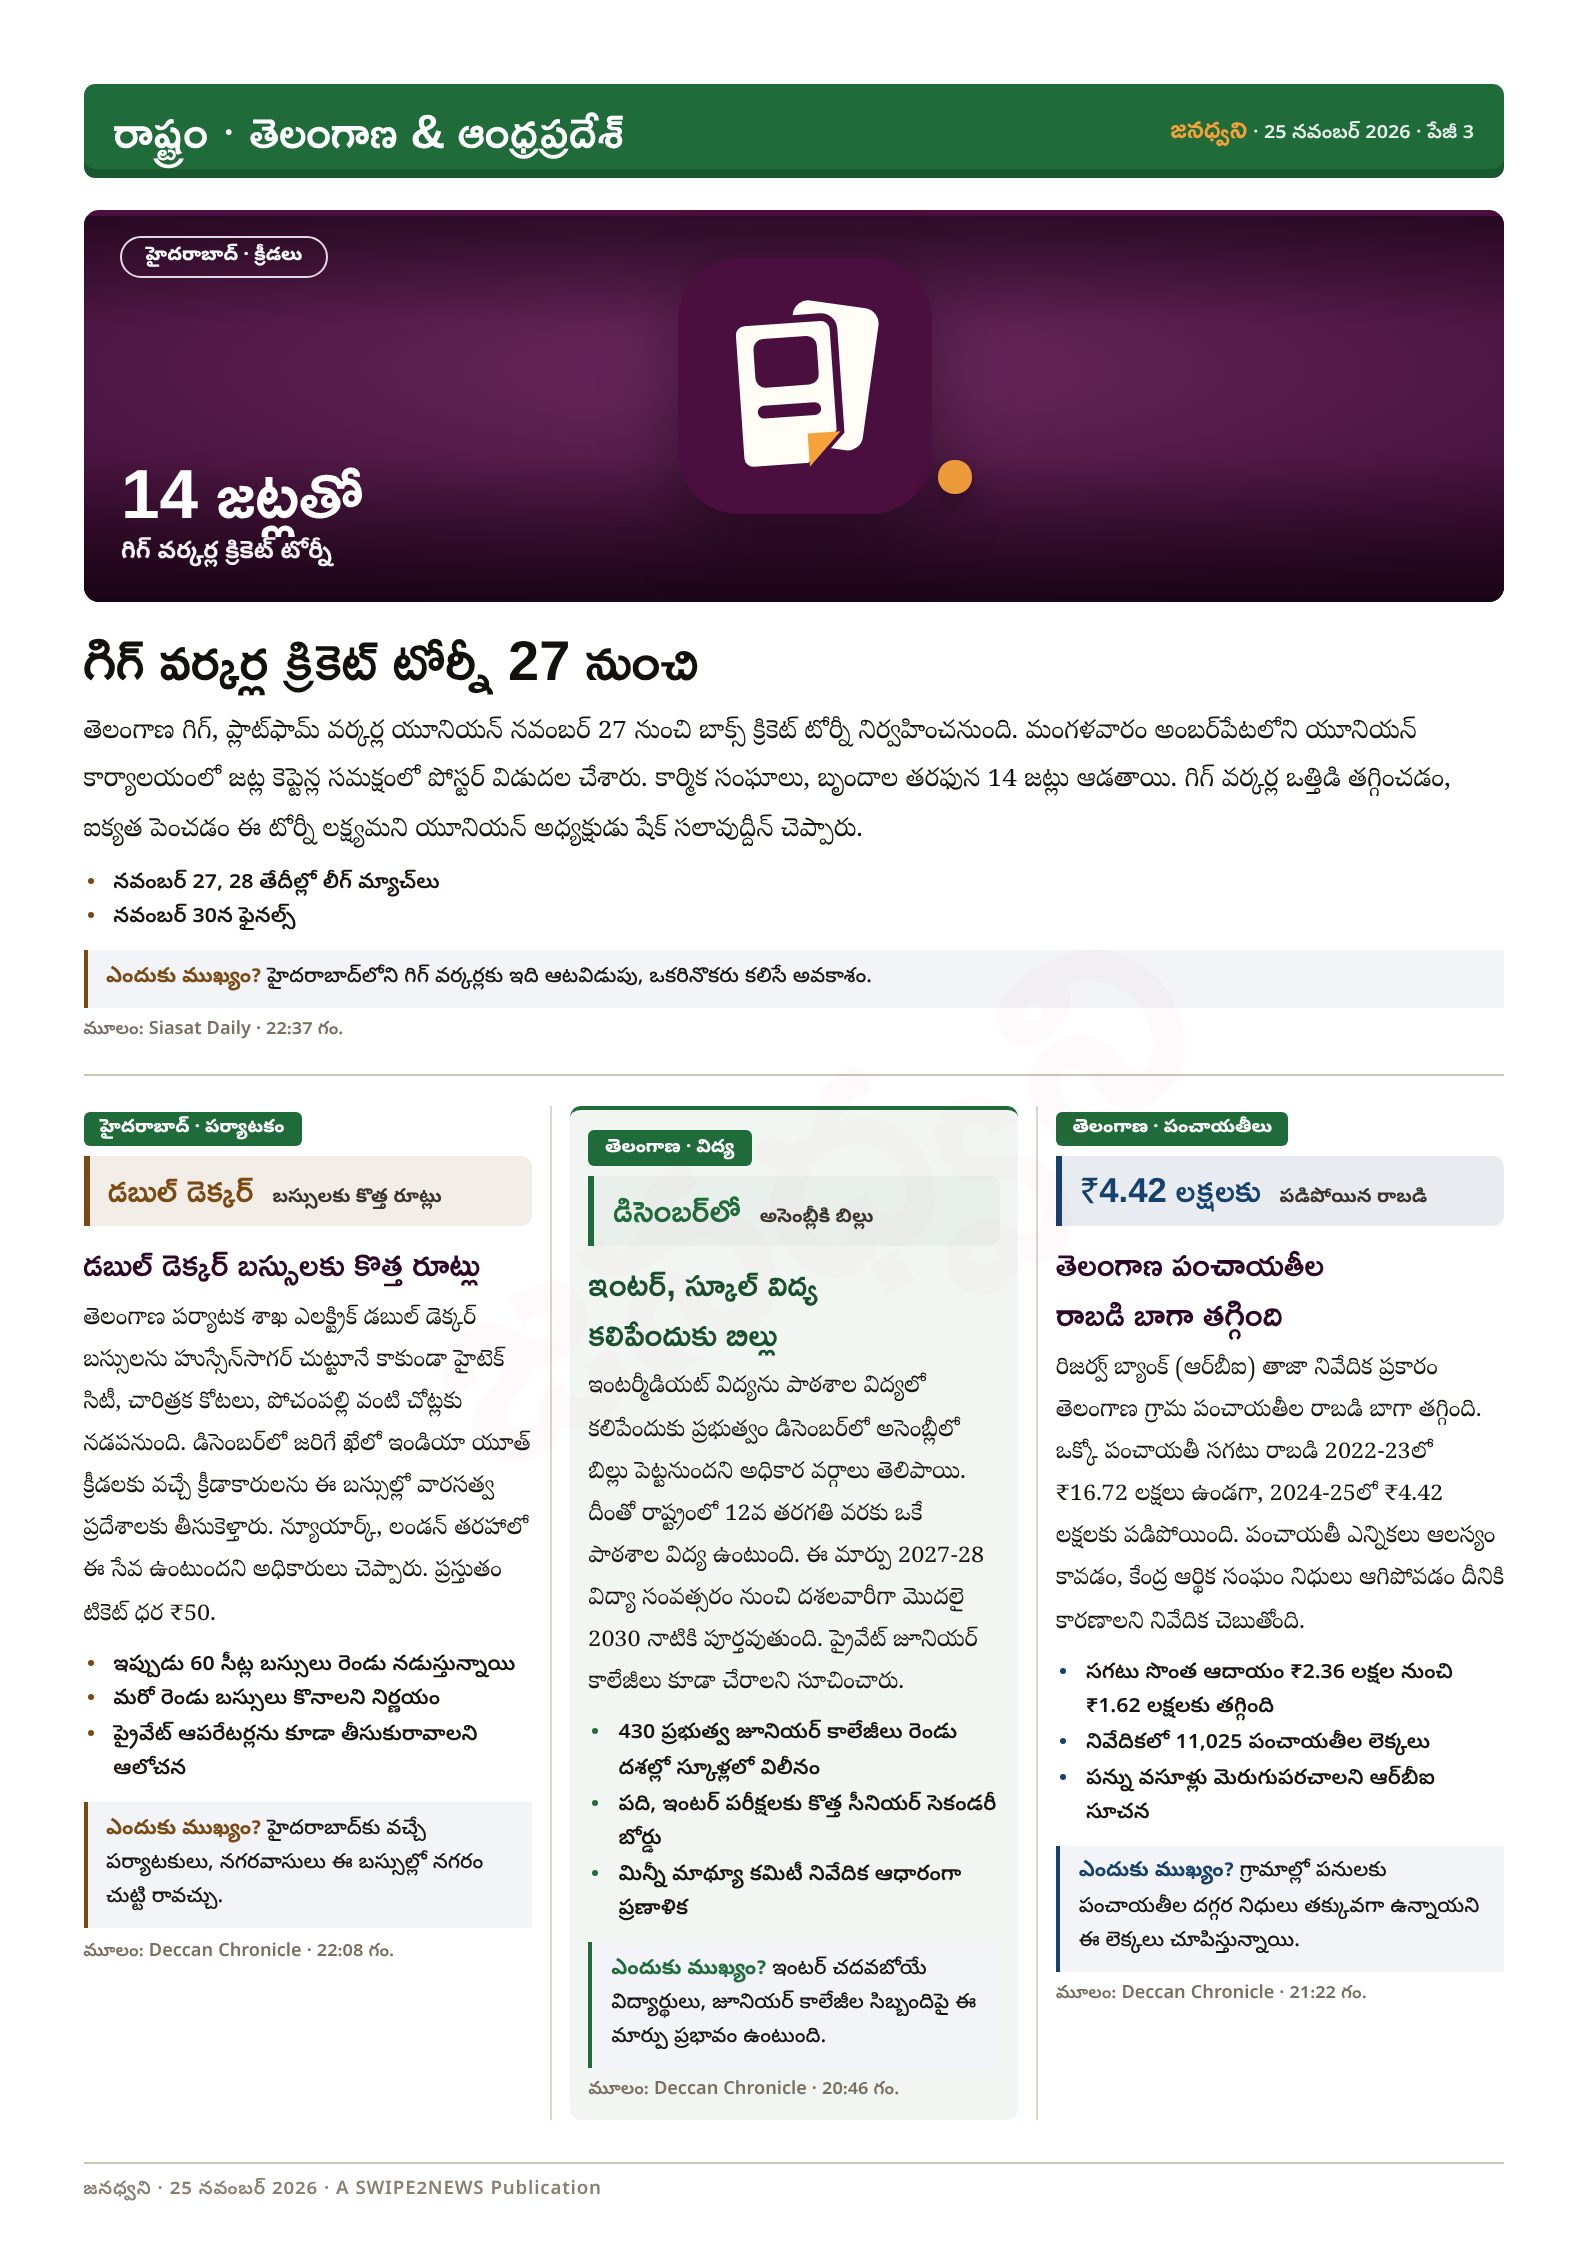 రాష్ట్రం · తెలంగాణ & ఆంధ్రప్రదేశ్
జనధ్వని · 25 నవంబర్ 2026 · పేజీ 3
హైదరాబాద్ · క్రీడలు
14 జట్లతో
గిగ్ వర్కర్ల క్రికెట్ టోర్నీ
గిగ్ వర్కర్ల క్రికెట్ టోర్నీ 27 నుంచి
తెలంగాణ గిగ్, ప్లాట్‌ఫామ్ వర్కర్ల యూనియన్ నవంబర్ 27 నుంచి బాక్స్ క్రికెట్ టోర్నీ నిర్వహించనుంది. మంగళవారం అంబర్‌పేటలోని యూనియన్
కార్యాలయంలో జట్ల కెప్టెన్ల సమక్షంలో పోస్టర్ విడుదల చేశారు. కార్మిక సంఘాలు, బృందాల తరఫున 14 జట్లు ఆడతాయి. గిగ్ వర్కర్ల ఒత్తిడి తగ్గించడం,
ఐక్యత పెంచడం ఈ టోర్నీ లక్ష్యమని యూనియన్ అధ్యక్షుడు షేక్ సలావుద్దీన్ చెప్పారు.
• నవంబర్ 27, 28 తేదీల్లో లీగ్ మ్యాచ్‌లు
• నవంబర్ 30న ఫైనల్స్
ఎందుకు ముఖ్యం? హైదరాబాద్‌లోని గిగ్ వర్కర్లకు ఇది ఆటవిడుపు, ఒకరినొకరు కలిసే అవకాశం.
మూలం: Siasat Daily · 22:37 గం.
హైదరాబాద్ · పర్యాటకం
డబుల్ డెక్కర్ బస్సులకు కొత్త రూట్లు
డబుల్ డెక్కర్ బస్సులకు కొత్త రూట్లు
తెలంగాణ పర్యాటక శాఖ ఎలక్ట్రిక్ డబుల్ డెక్కర్
బస్సులను హుస్సేన్‌సాగర్ చుట్టూనే కాకుండా హైటెక్
సిటీ, చారిత్రక కోటలు, పోచంపల్లి వంటి చోట్లకు
నడపనుంది. డిసెంబర్‌లో జరిగే ఖేలో ఇండియా యూత్
క్రీడలకు వచ్చే క్రీడాకారులను ఈ బస్సుల్లో వారసత్వ
ప్రదేశాలకు తీసుకెళ్తారు. న్యూయార్క్, లండన్ తరహాలో
ఈ సేవ ఉంటుందని అధికారులు చెప్పారు. ప్రస్తుతం
టికెట్ ధర ₹50.
• ఇప్పుడు 60 సీట్ల బస్సులు రెండు నడుస్తున్నాయి
• మరో రెండు బస్సులు కొనాలని నిర్ణయం
• ప్రైవేట్ ఆపరేటర్లను కూడా తీసుకురావాలని
ఆలోచన
ఎందుకు ముఖ్యం? హైదరాబాద్‌కు వచ్చే
పర్యాటకులు, నగరవాసులు ఈ బస్సుల్లో నగరం
చుట్టి రావచ్చు.
మూలం: Deccan Chronicle · 22:08 గం.
తెలంగాణ · విద్య
డిసెంబర్‌లో అసెంబ్లీకి బిల్లు
ఇంటర్, స్కూల్ విద్య
కలిపేందుకు బిల్లు
ఇంటర్మీడియట్ విద్యను పాఠశాల విద్యలో
కలిపేందుకు ప్రభుత్వం డిసెంబర్‌లో అసెంబ్లీలో
బిల్లు పెట్టనుందని అధికార వర్గాలు తెలిపాయి.
దీంతో రాష్ట్రంలో 12వ తరగతి వరకు ఒకే
పాఠశాల విద్య ఉంటుంది. ఈ మార్పు 2027-28
విద్యా సంవత్సరం నుంచి దశలవారీగా మొదలై
2030 నాటికి పూర్తవుతుంది. ప్రైవేట్ జూనియర్
కాలేజీలు కూడా చేరాలని సూచించారు.
• 430 ప్రభుత్వ జూనియర్ కాలేజీలు రెండు
దశల్లో స్కూళ్లలో విలీనం
• పది, ఇంటర్ పరీక్షలకు కొత్త సీనియర్ సెకండరీ
బోర్డు
• మిన్నీ మాథ్యూ కమిటీ నివేదిక ఆధారంగా
ప్రణాళిక
ఎందుకు ముఖ్యం? ఇంటర్ చదవబోయే
విద్యార్థులు, జూనియర్ కాలేజీల సిబ్బందిపై ఈ
మార్పు ప్రభావం ఉంటుంది.
మూలం: Deccan Chronicle · 20:46 గం.
తెలంగాణ · పంచాయతీలు
₹4.42 లక్షలకు పడిపోయిన రాబడి
తెలంగాణ పంచాయతీల
రాబడి బాగా తగ్గింది
రిజర్వ్ బ్యాంక్ (ఆర్‌బీఐ) తాజా నివేదిక ప్రకారం
తెలంగాణ గ్రామ పంచాయతీల రాబడి బాగా తగ్గింది.
ఒక్కో పంచాయతీ సగటు రాబడి 2022-23లో
₹16.72 లక్షలు ఉండగా, 2024-25లో ₹4.42
లక్షలకు పడిపోయింది. పంచాయతీ ఎన్నికలు ఆలస్యం
కావడం, కేంద్ర ఆర్థిక సంఘం నిధులు ఆగిపోవడం దీనికి
కారణాలని నివేదిక చెబుతోంది.
• సగటు సొంత ఆదాయం ₹2.36 లక్షల నుంచి
₹1.62 లక్షలకు తగ్గింది
• నివేదికలో 11,025 పంచాయతీల లెక్కలు
• పన్ను వసూళ్లు మెరుగుపరచాలని ఆర్‌బీఐ
సూచన
ఎందుకు ముఖ్యం? గ్రామాల్లో పనులకు
పంచాయతీల దగ్గర నిధులు తక్కువగా ఉన్నాయని
ఈ లెక్కలు చూపిస్తున్నాయి.
మూలం: Deccan Chronicle · 21:22 గం.
జనధ్వని
జనధ్వని · 25 నవంబర్ 2026 · A SWIPE2NEWS Publication